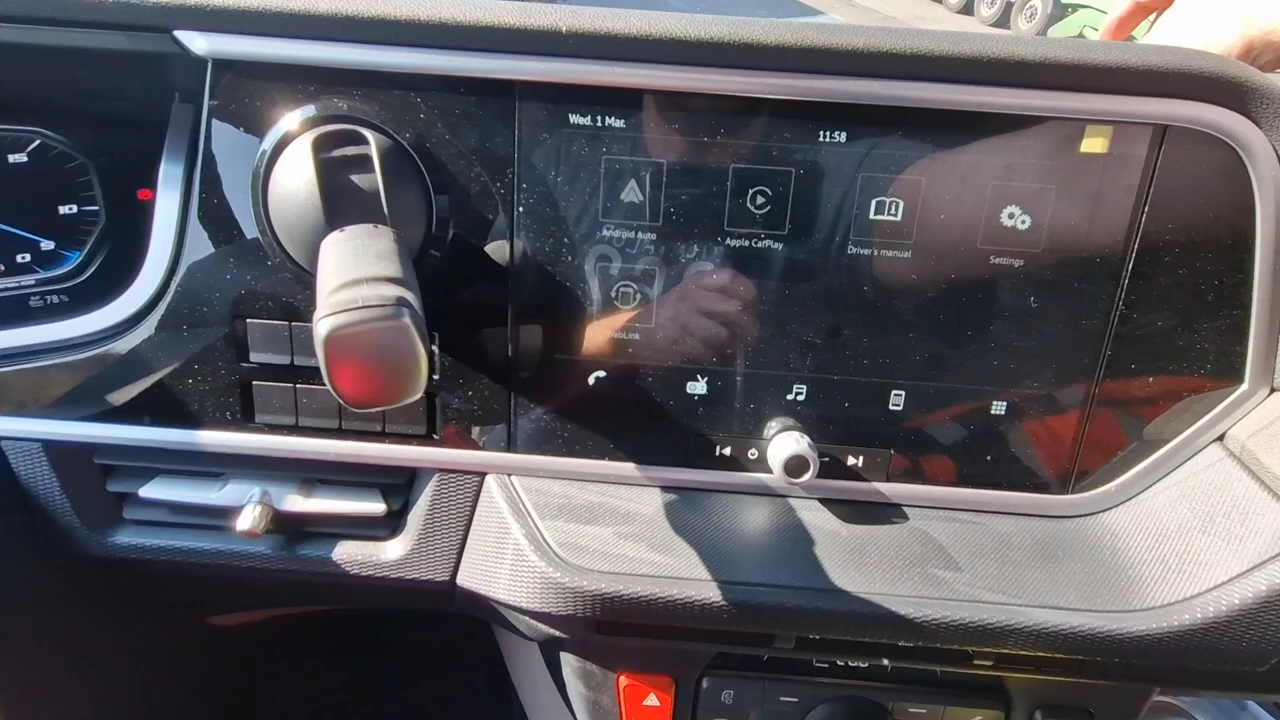 Wed. 1 Mar.
11:58
Android Auto
Apple CarPlay
Driver's manual
Settings
WebLink
15
10
5
0
78 %